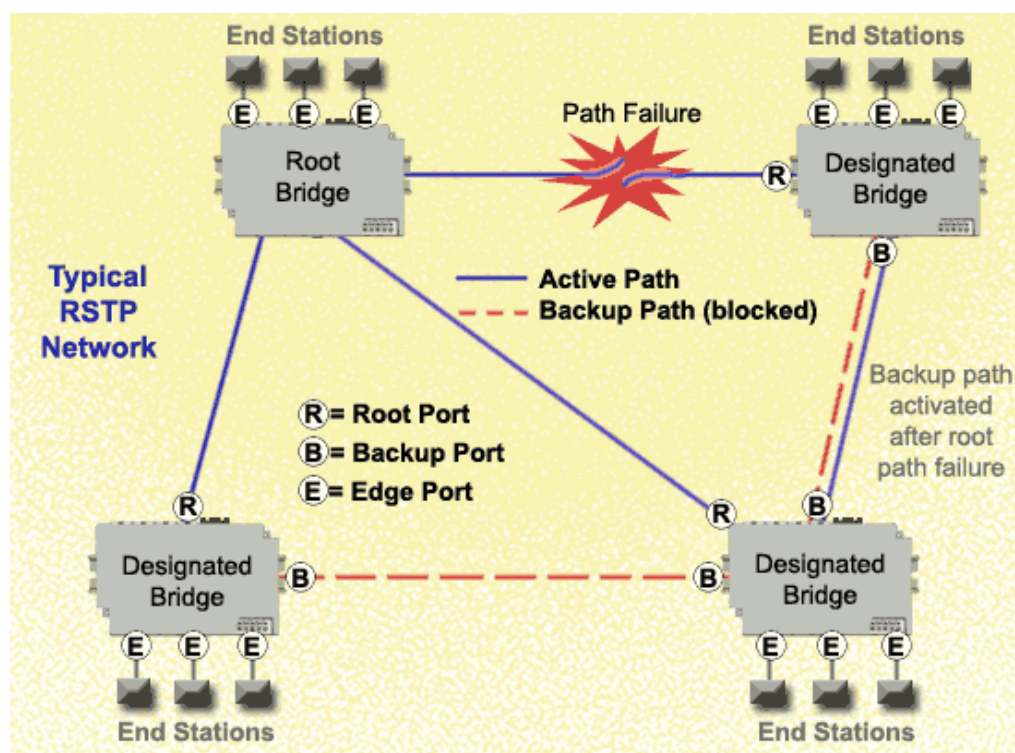 End Stations
End Stations
E E E
E E E
Path Failure
Root
Bridge
R
Designated
Bridge
B
Typical
RSTP
Network
Active Path
Backup Path (blocked)
Backup path
activated
after root
path failure
R = Root Port
B = Backup Port
E = Edge Port
R
B
R
Designated
Bridge
B
B
Designated
Bridge
E E E
E E E
End Stations
End Stations